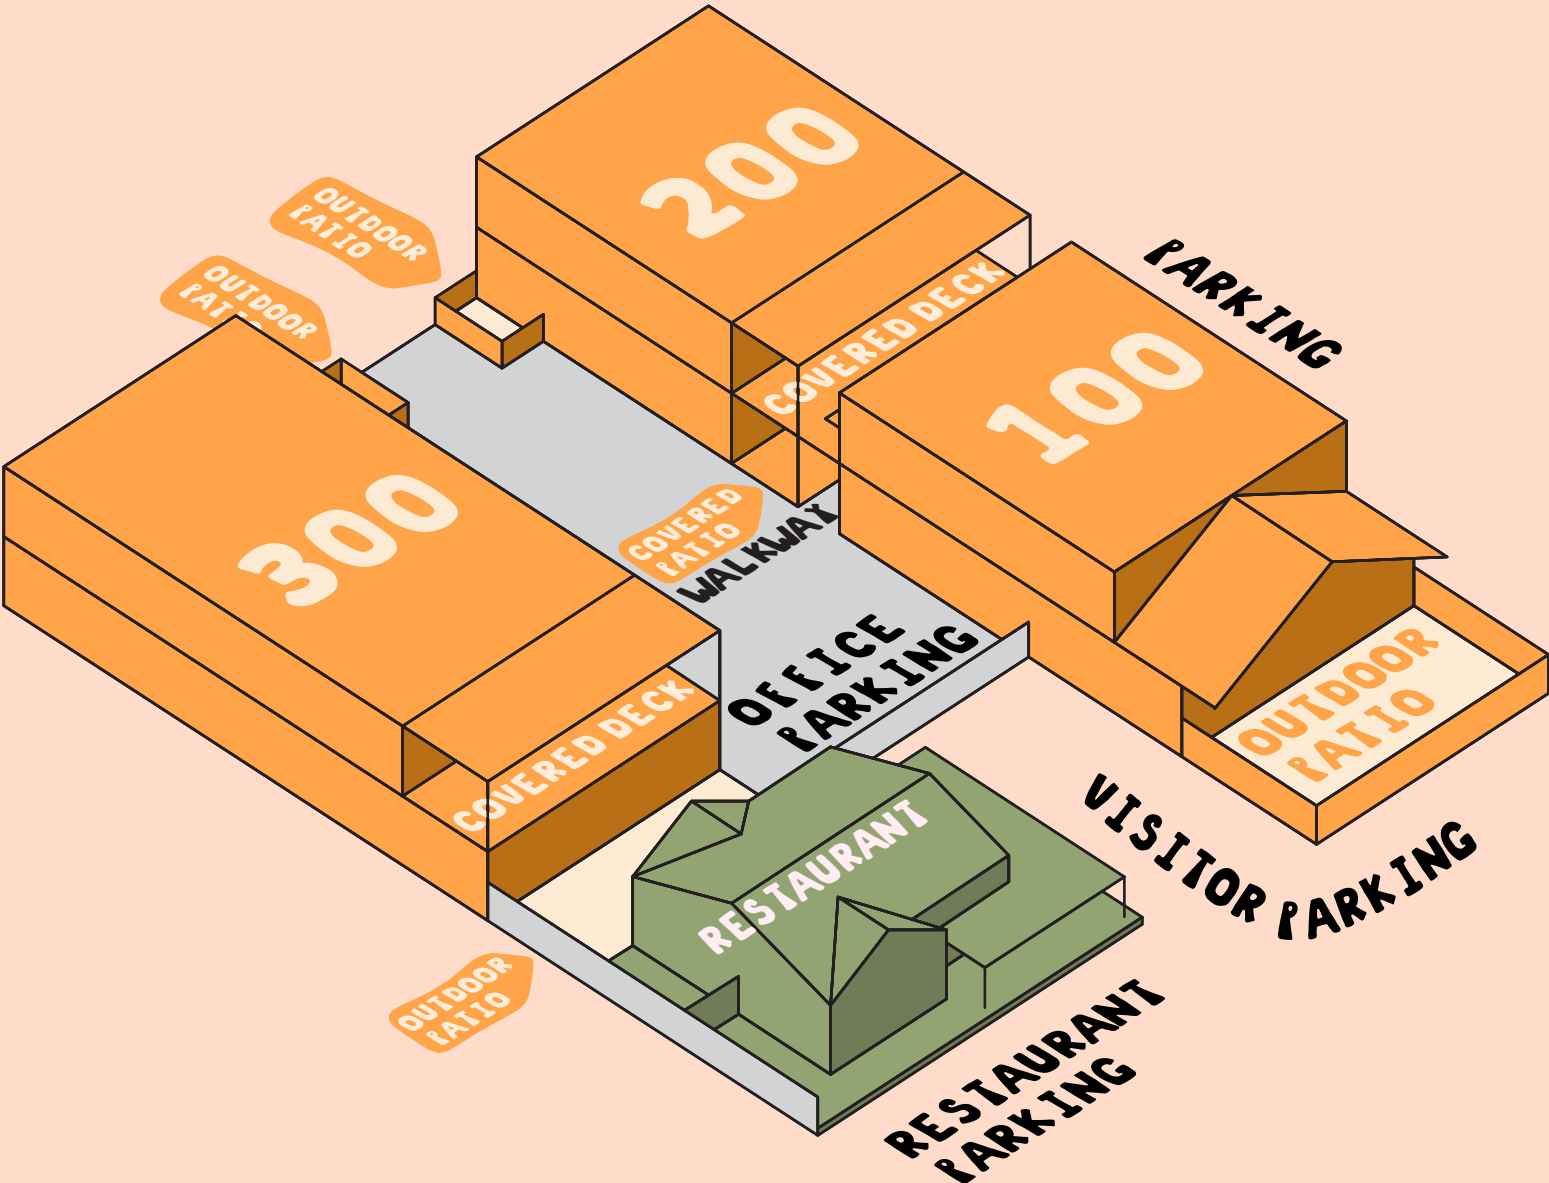 200
OUTDOOR
PATIO
PARKING
OUTDOOR
PATIO
COVERED DECK
100
300
COVERED
PATIO
WALKWAY
OFFICE
PARKING
OUTDOOR
PATIO
COVERED DECK
VISITOR PARKING
RESTAURANT
OUTDOOR
PATIO
RESTAURANT
PARKING